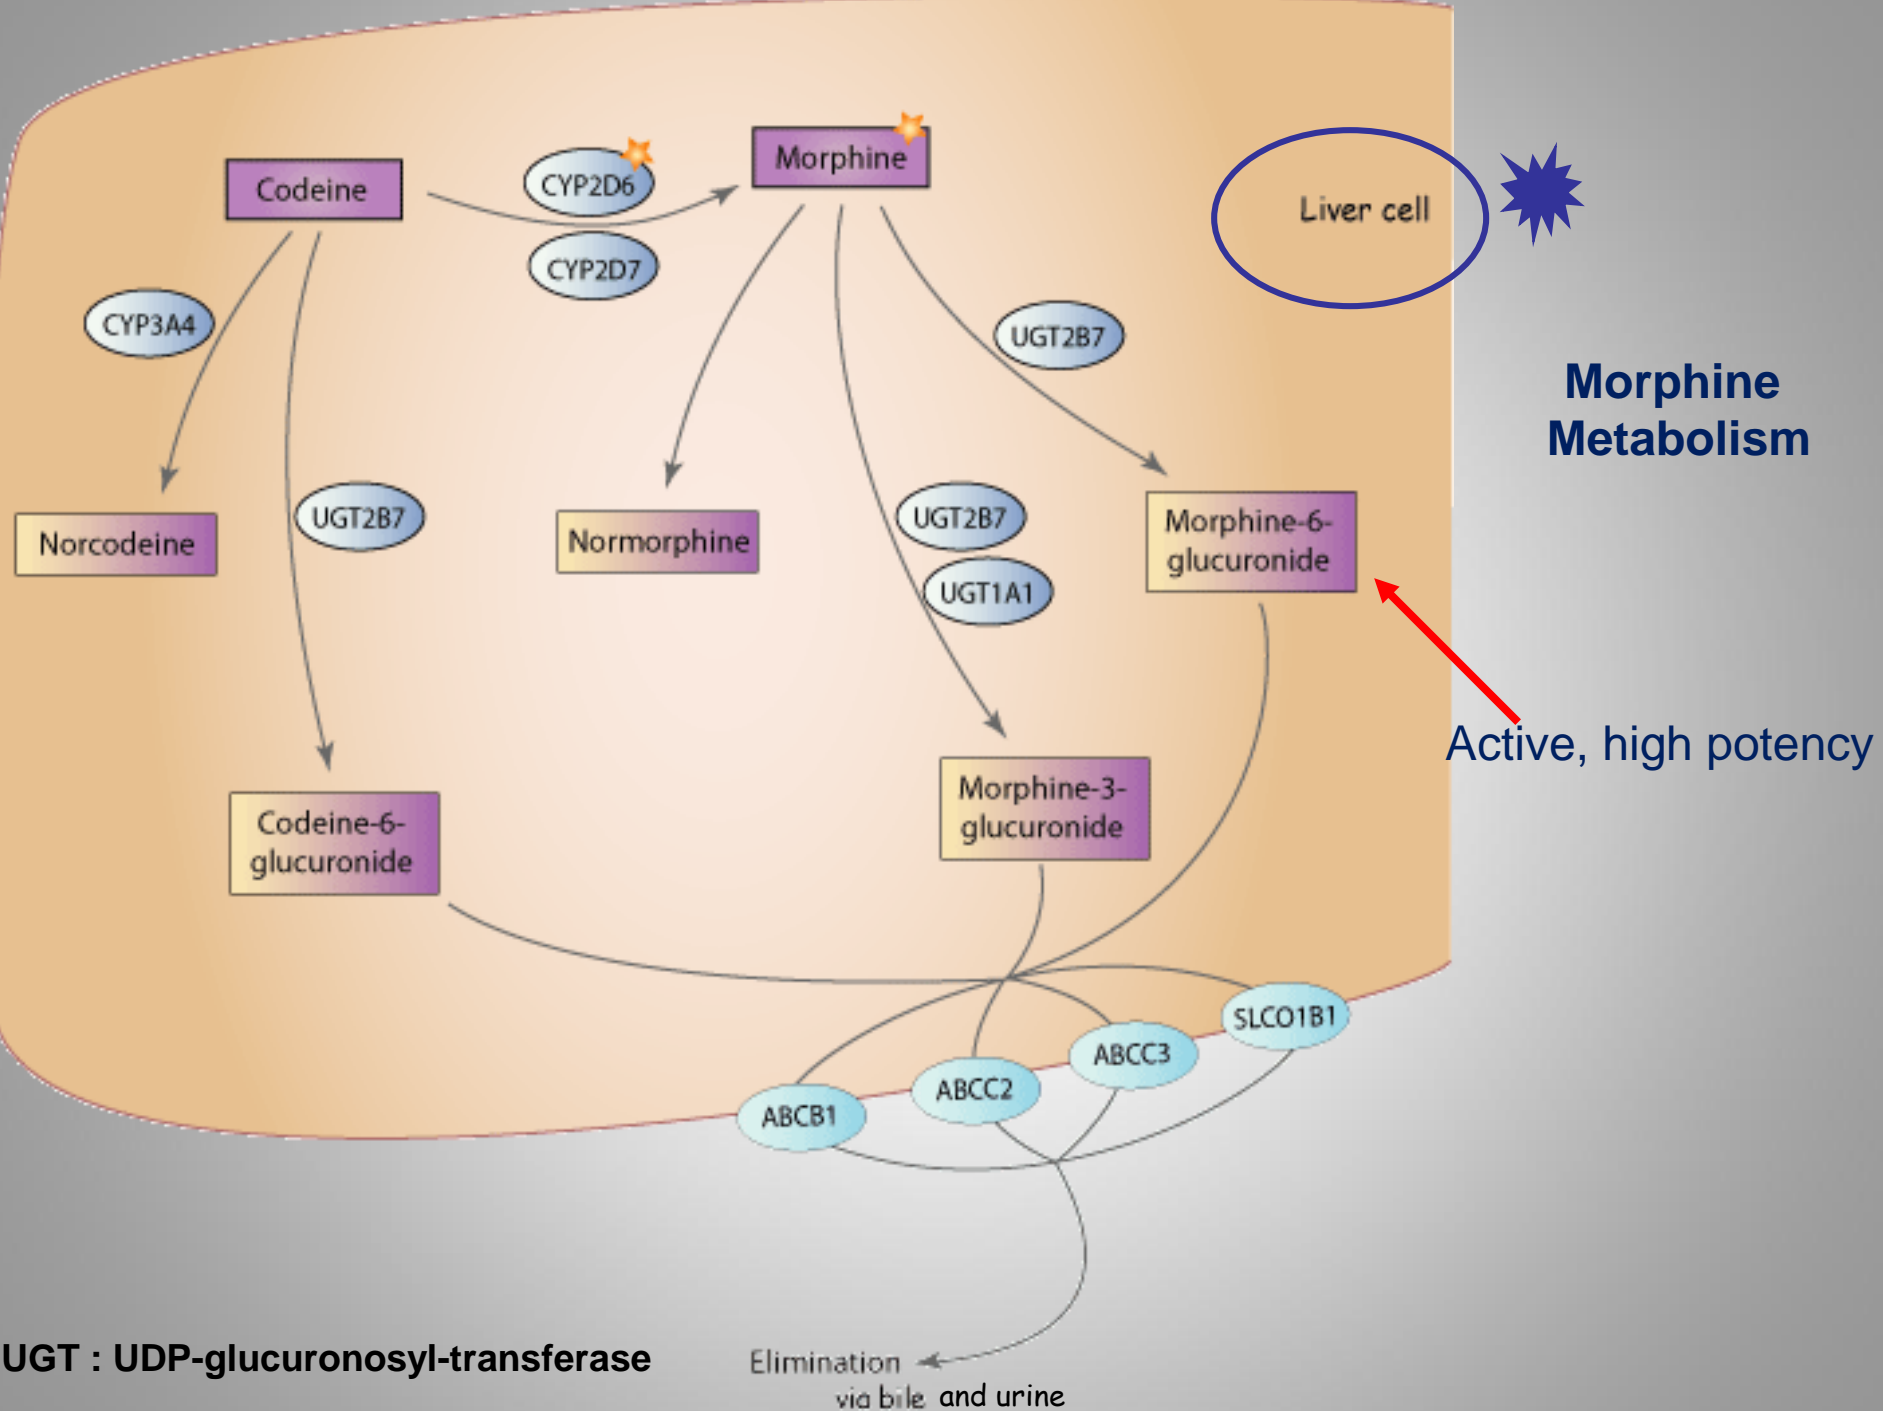 Codeine
CYP2D6
CYP2D7
Morphine
Liver cell
CYP3A4
UGT2B7
Morphine
Metabolism
Norcodeine
UGT2B7
Normorphine
UGT2B7
UGT1A1
Morphine-6-
glucuronide
Active, high potency
Codeine-6-
glucuronide
Morphine-3-
glucuronide
SLCO1B1
ABCC3
ABCC2
ABCB1
UGT : UDP-glucuronosyl-transferase
Elimination
via bile and urine